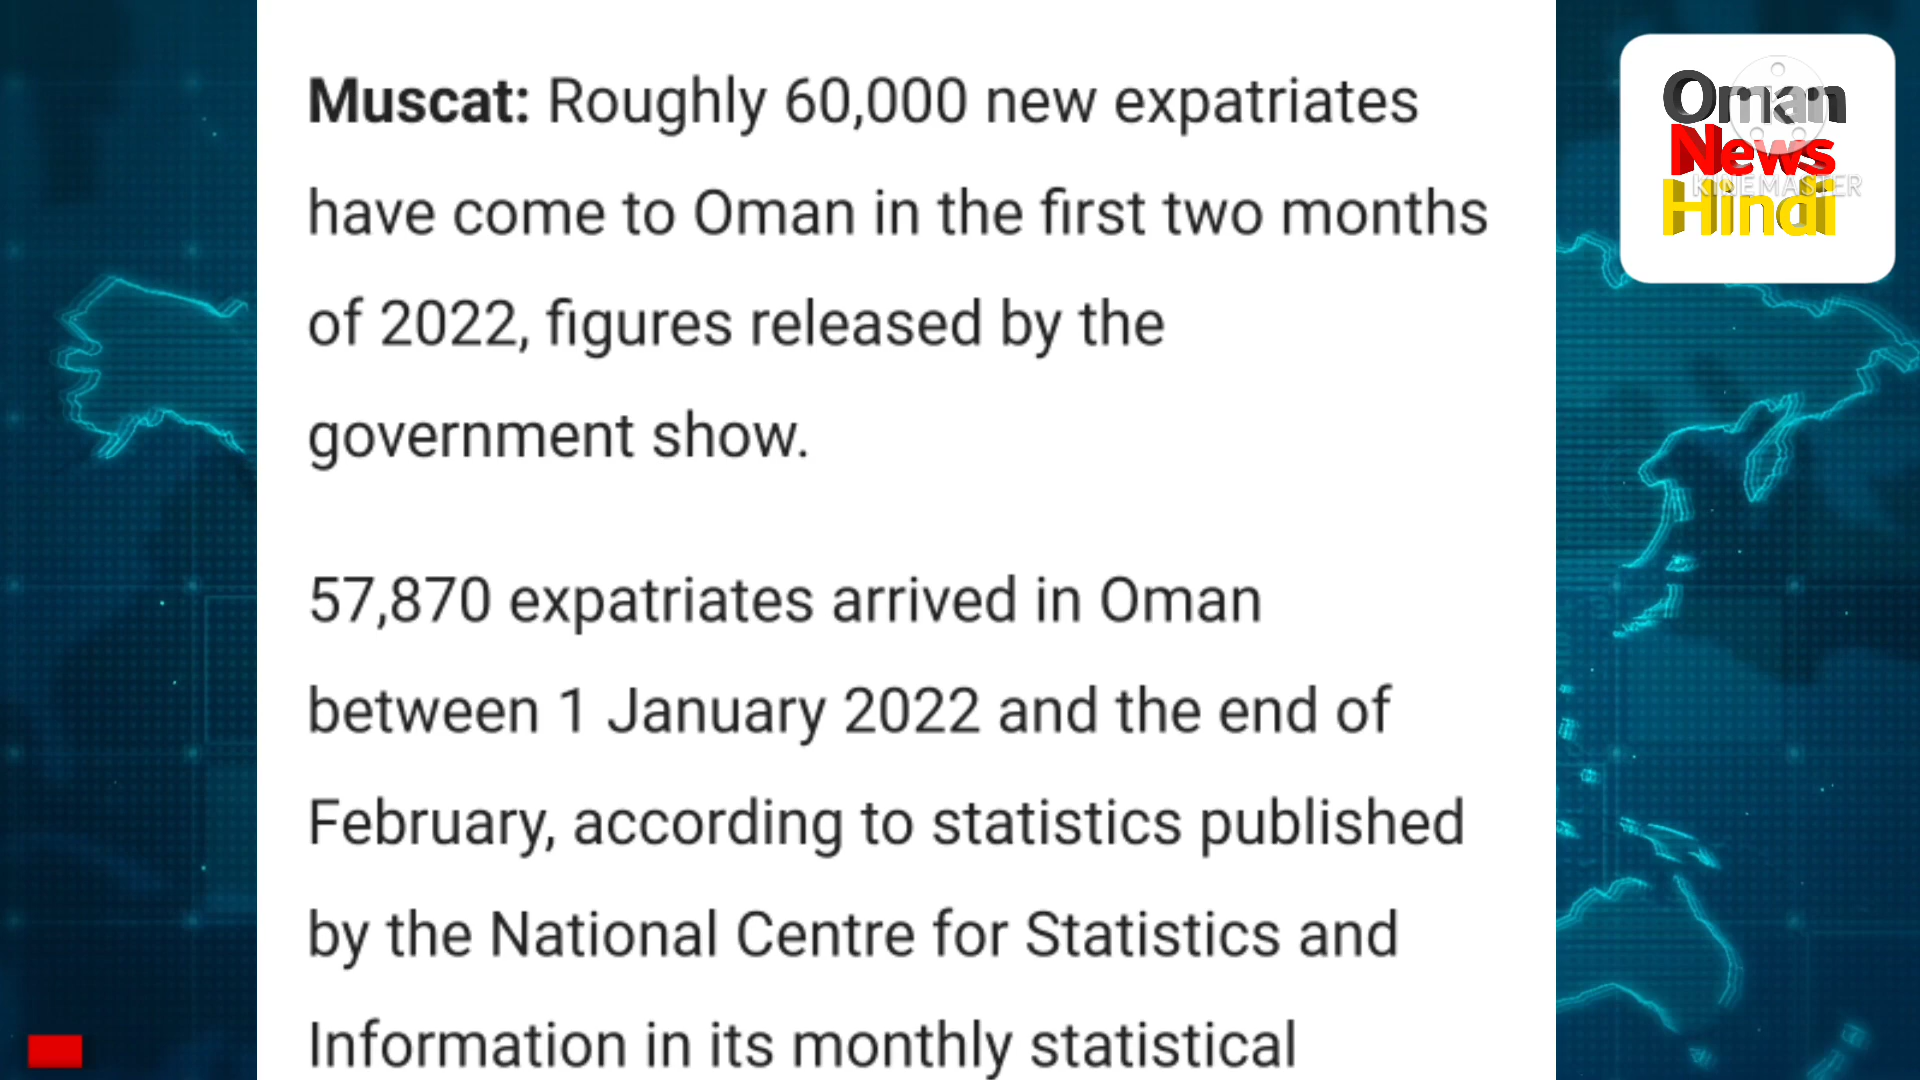 Muscat: Roughly 60,000 new expatriates
have come to Oman in the first two months
of 2022, figures released by the
government show.
57,870 expatriates arrived in Oman
between 1 January 2022 and the end of
February, according to statistics published
by the National Centre for Statistics and
Information in its monthly statistical
Oman
News
KINEMASTER
Hindi